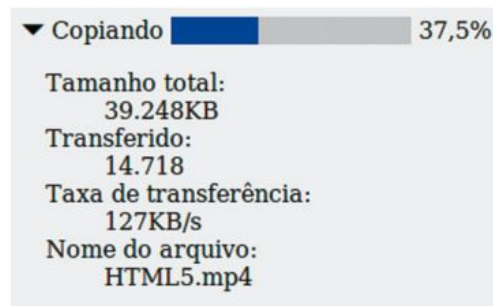 Copiando 37,5%
Tamanho total:
39.248KB
Transferido:
14.718
Taxa de transferência:
127KB/s
Nome do arquivo:
HTML5.mp4